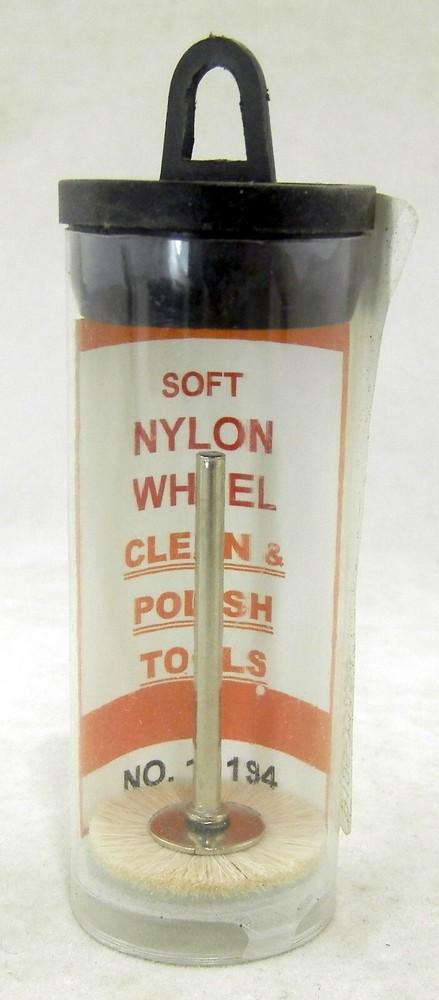 SOFT
NYLON
WHEEL
CLEAN &
POLISH
TOOLS
NO.